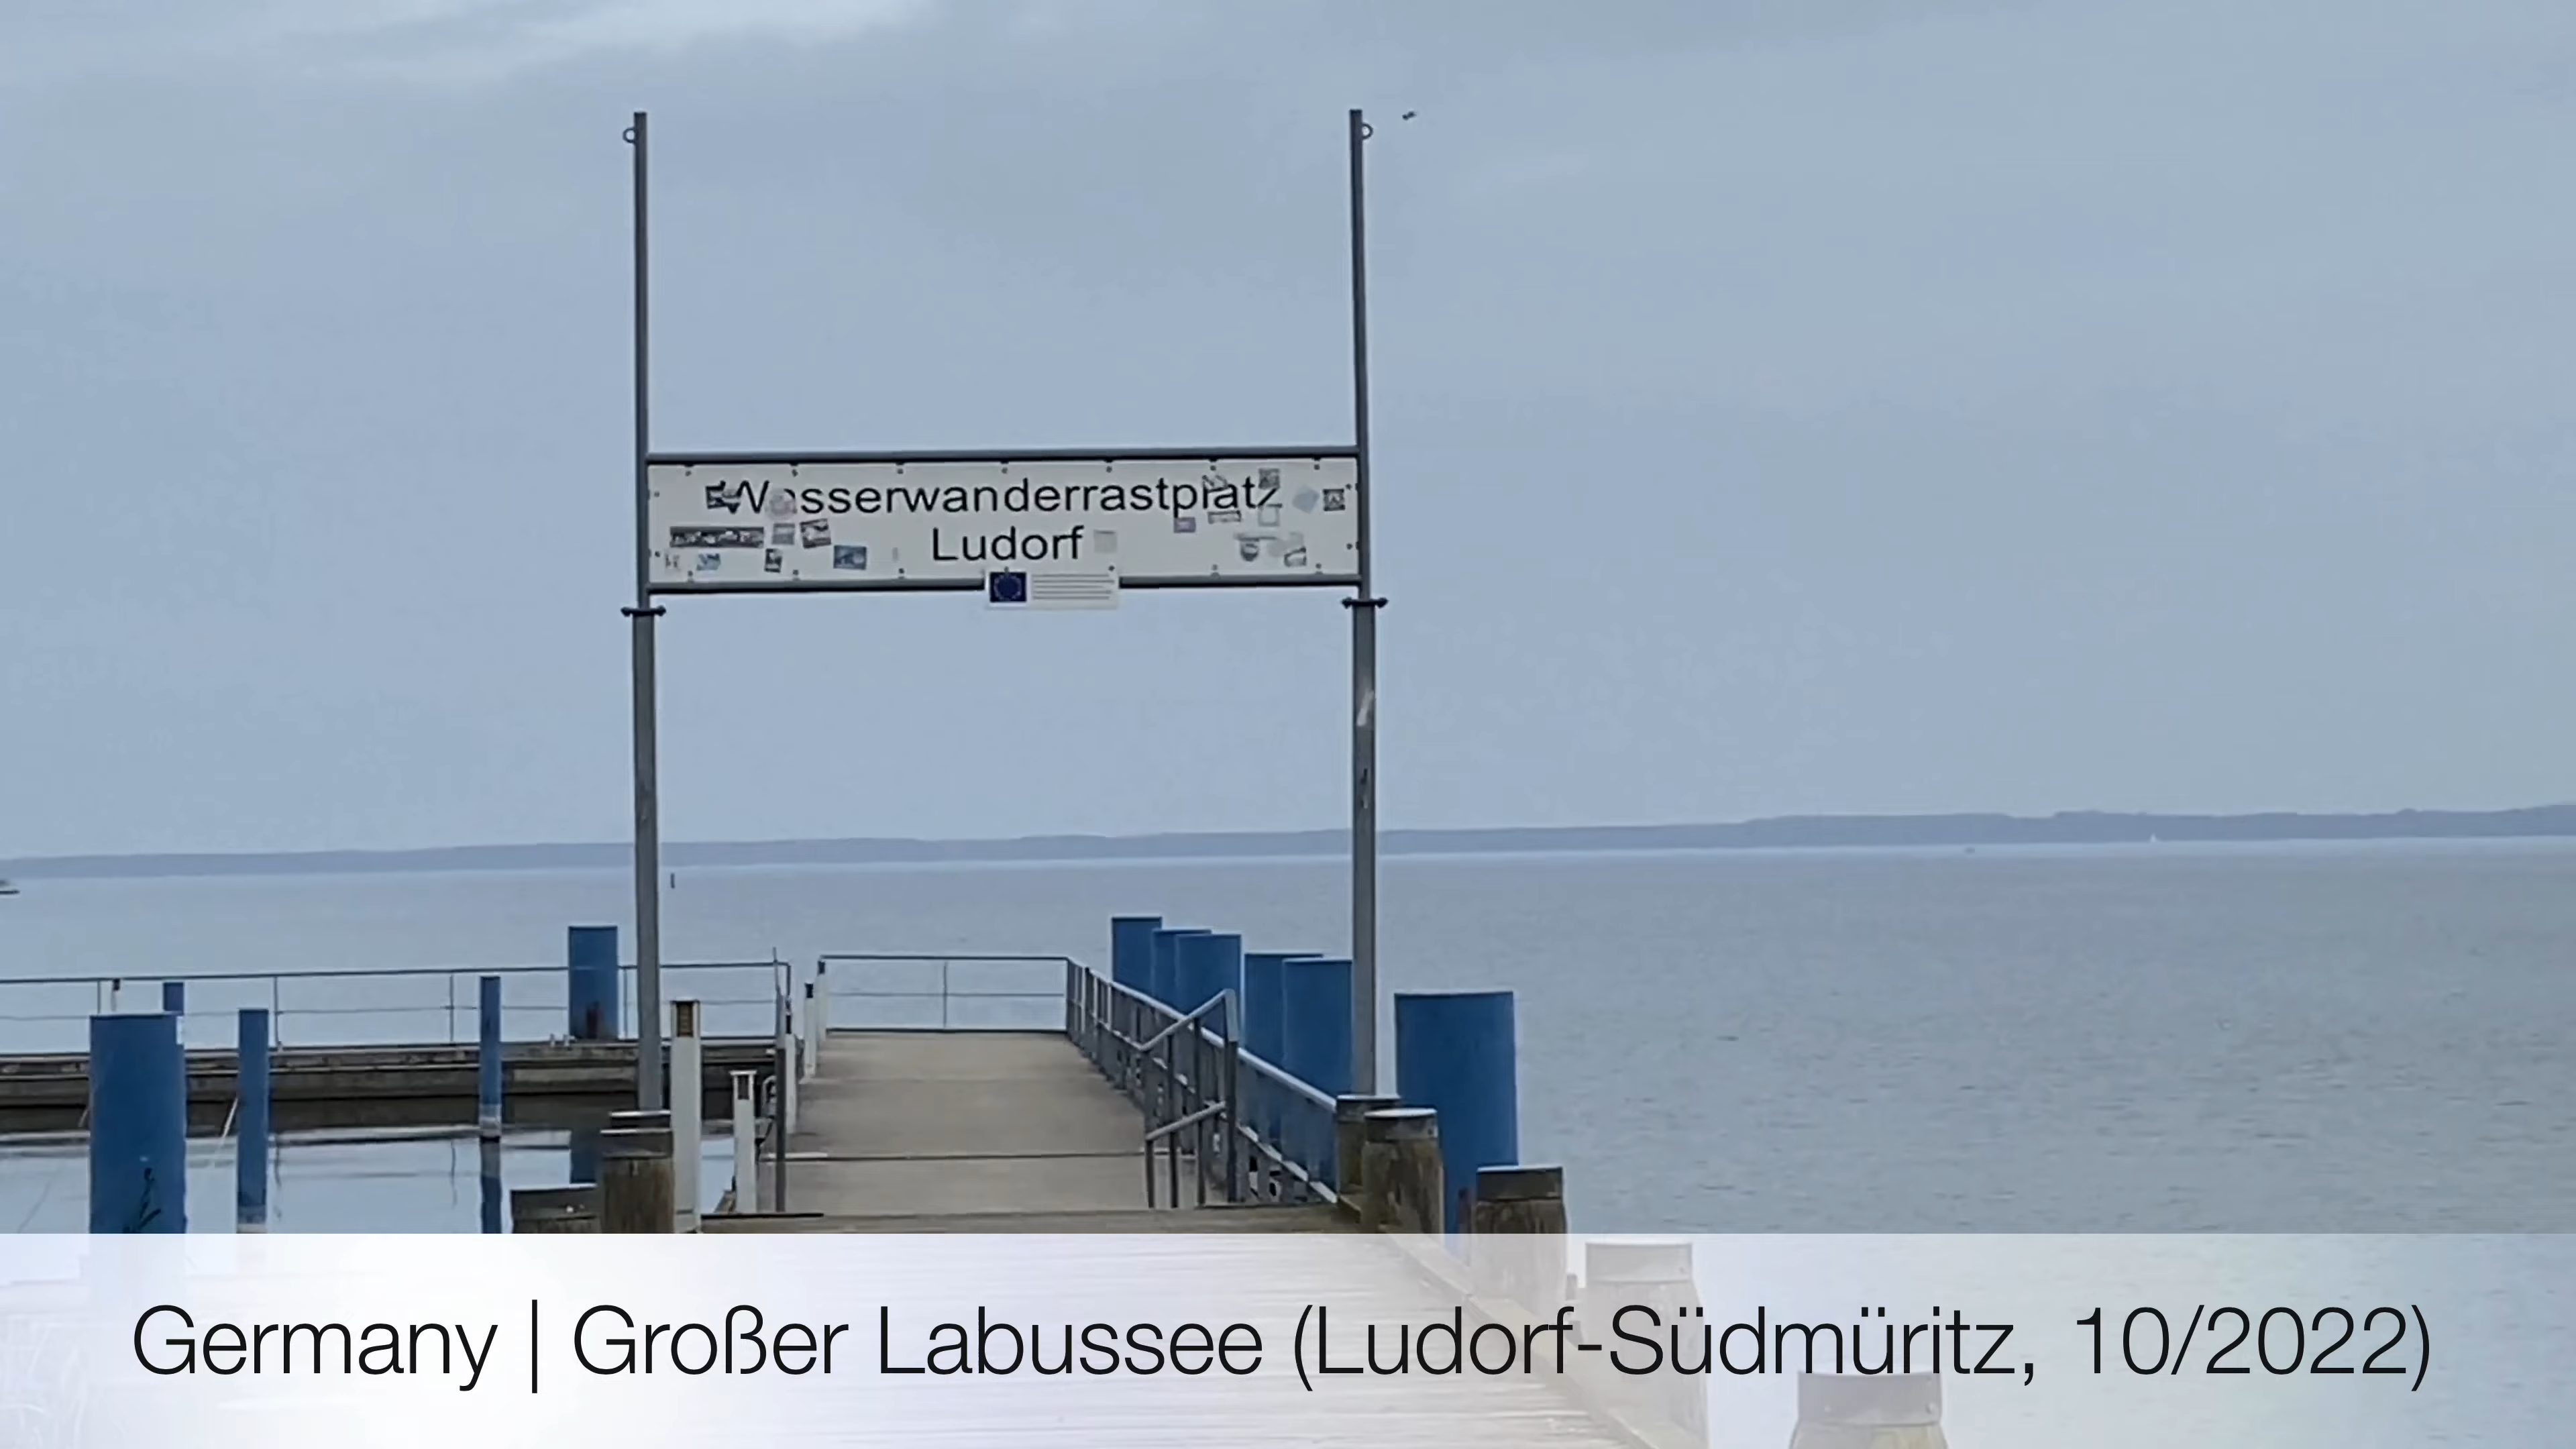 Wasserwanderrastplatz
Ludorf
Germany | Großer Labussee (Ludorf-Südmüritz, 10/2022)